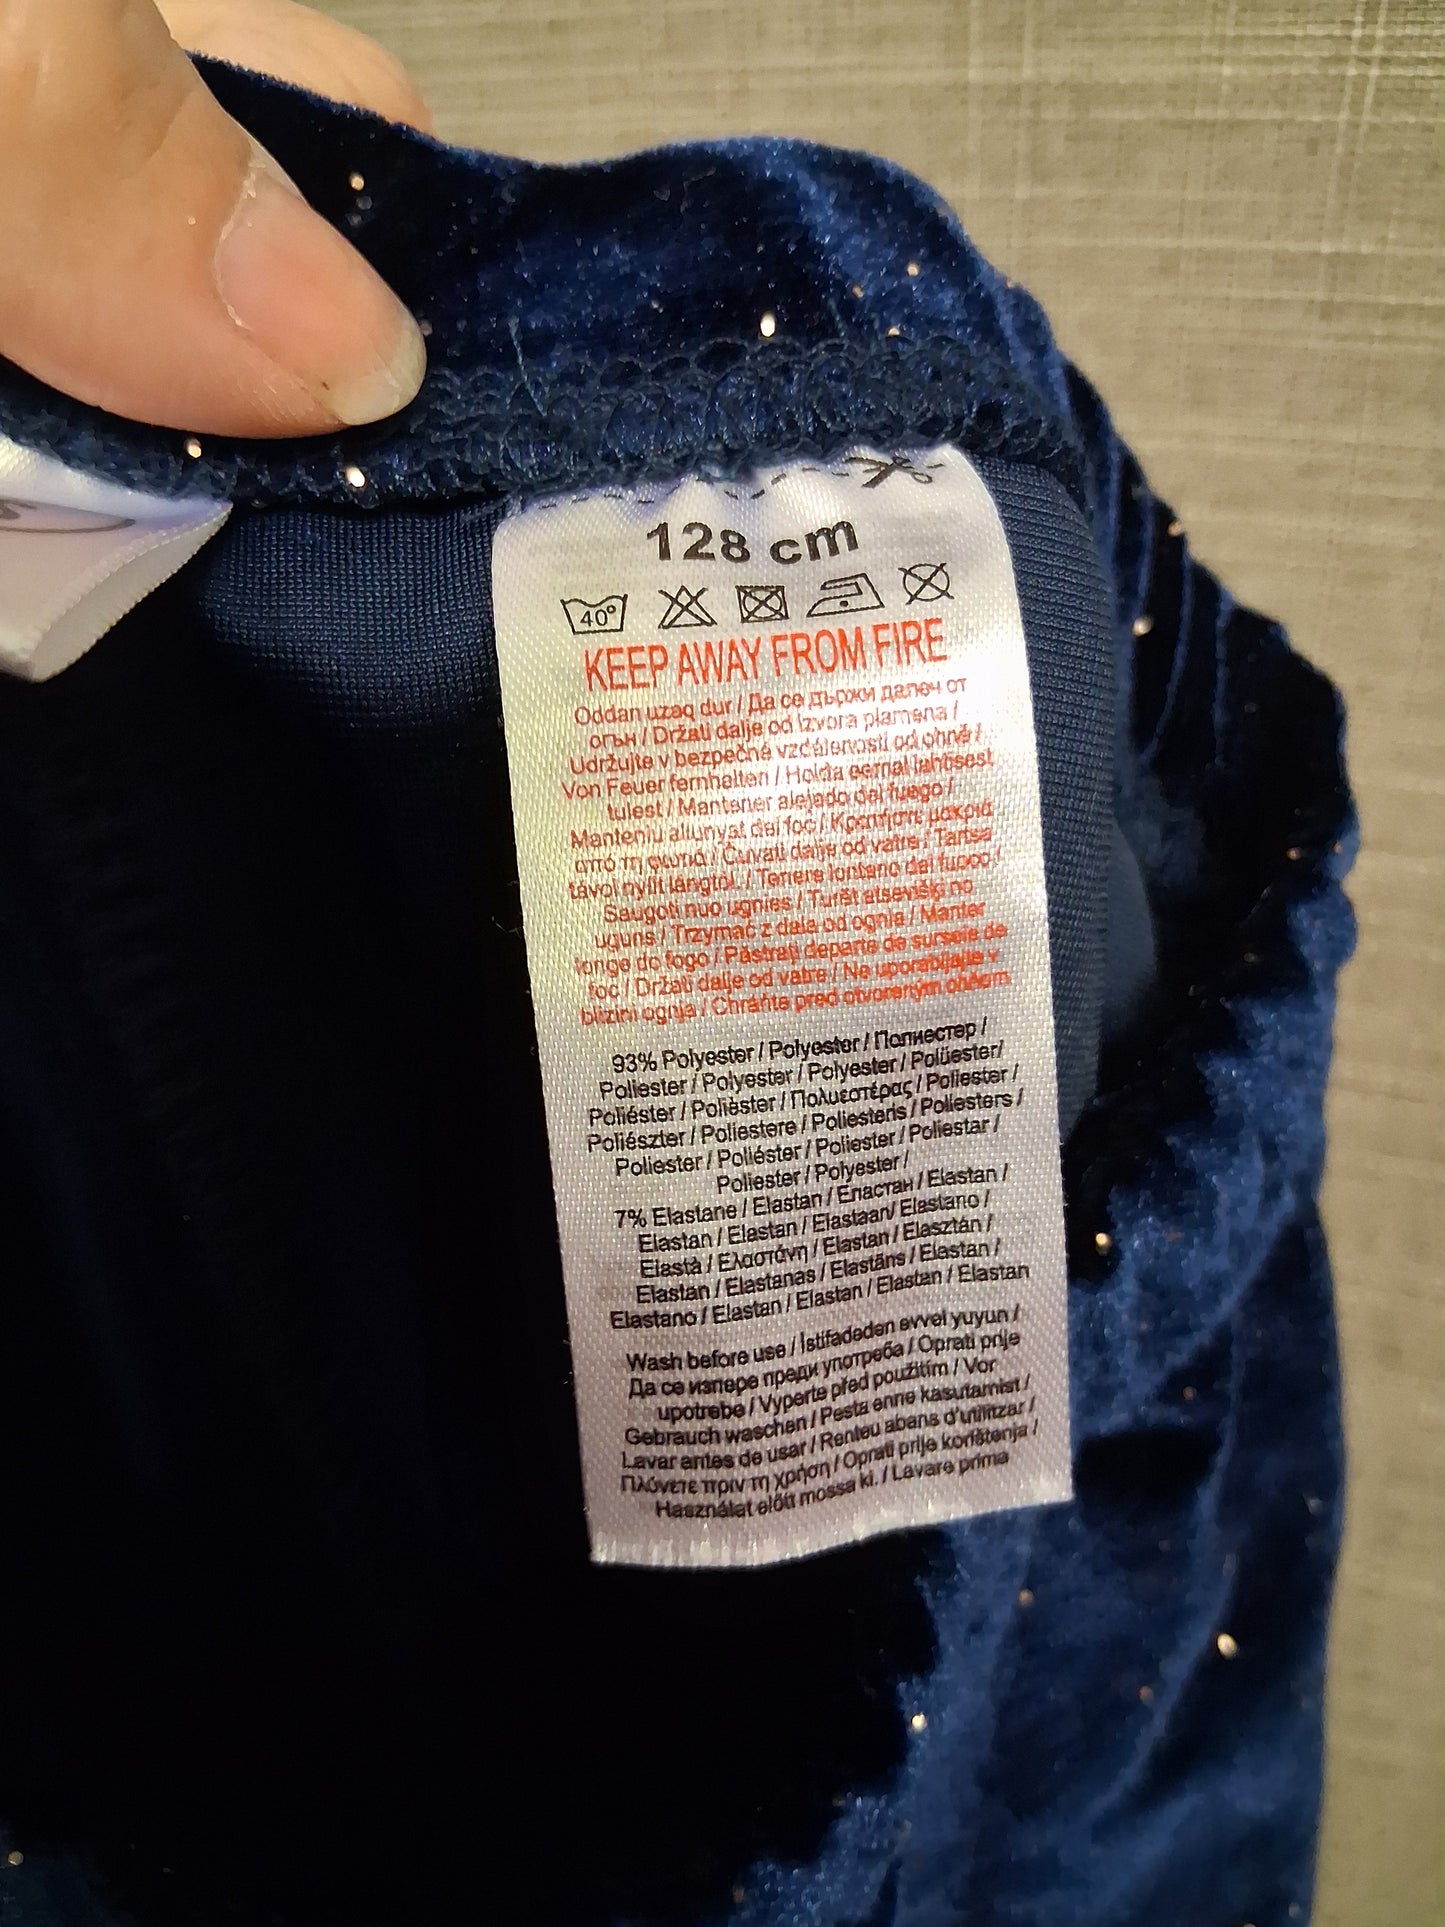 128 cm
40°
KEEP AWAY FROM FIRE
Oddan uzaq dur / Да се държи далеч от
огън / Držati dalje od izvora plamena /
Udržujte v bezpečné vzdálenosti od ohně /
Von Feuer fernhalten / Hoida eemal lahtisest
tulest / Mantener alejado del fuego /
Manteniu allunyat del foc / Κρατήστε μακριά
από τη φωτιά / Čuvati dalje od vatre / Tartsa
távol nyílt lángtól. / Tenere lontano dal fuoco /
Saugoti nuo ugnies / Turēt atsevišķi no
uguns / Trzymać z dala od ognia / Manter
longe do fogo / Păstrați departe de sursele de
foc / Držati dalje od vatre / Ne uporabljajte v
bližini ognja / Chráňte pred otvoreným ohňom
93% Polyester / Polyester / Полиестер /
Poliester / Polyester / Polyester / Polüester/
Poliéster / Polièster / Πολυεστέρας / Poliester /
Poliészter / Poliestere / Poliesteris / Poliesters /
Poliester / Poliéster / Poliester / Poliestar /
Poliester / Polyester /
7% Elastane / Elastan / Еластан / Elastan /
Elastan / Elastan / Elastaan/ Elastano /
Elastà / Ελαστάνη / Elastan / Elasztán /
Elastan / Elastanas / Elastāns / Elastan /
Elastano / Elastan / Elastan / Elastan / Elastan
Wash before use / İstifadədən əvvəl yuyun /
Да се изпере преди употреба / Oprati prije
upotrebe / Vyperte před použitím / Vor
Gebrauch waschen / Pesta enne kasutamist /
Lavar antes de usar / Renteu abans d'utilitzar /
Πλύνετε πριν τη χρήση / Oprati prije korištenja /
Használat előtt mossa ki. / Lavare prima